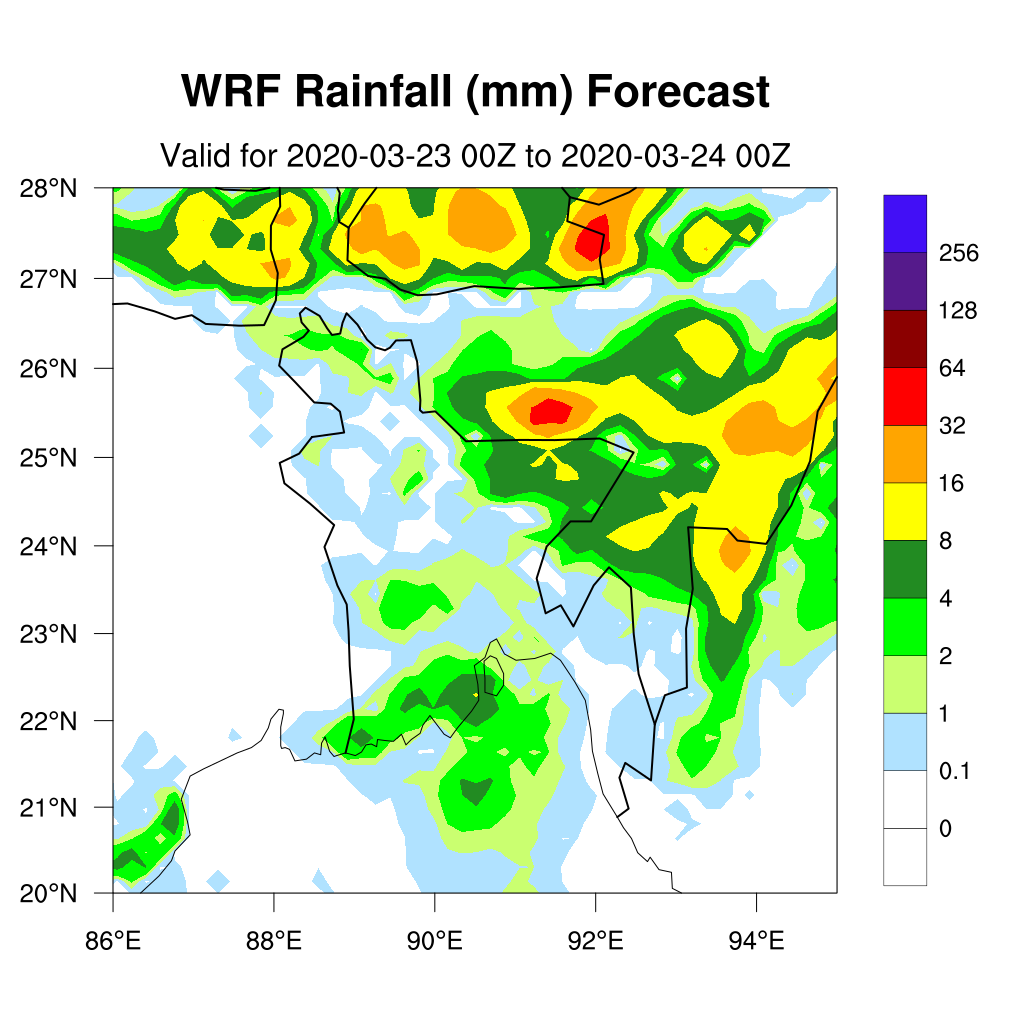 WRF Rainfall (mm) Forecast
Valid for 2020-03-23 00Z to 2020-03-24 00Z
28°N
27°N
26°N
25°N
24°N
23°N
22°N
21°N
20°N
86°E 88°E 90°E 92°E 94°E
256
128
64
32
16
8
4
2
1
0.1
0